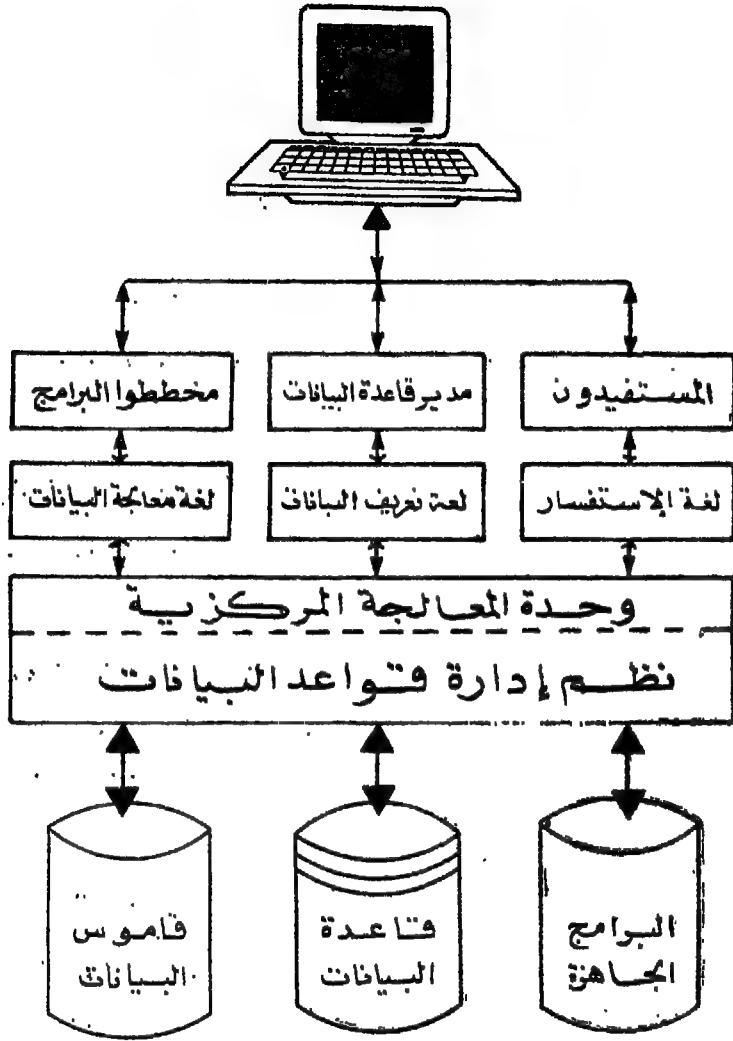 المستفيدون
مدير قاعدة البيانات
مخططوا البرامج
لغة الاستفسار
لغة تعريف البيانات
لغة معالجة البيانات
وحدة المعالجة المركزية
نظم إدارة قواعد البيانات
البرامج
الجاهزة
قاعدة
البيانات
قاموس
البيانات